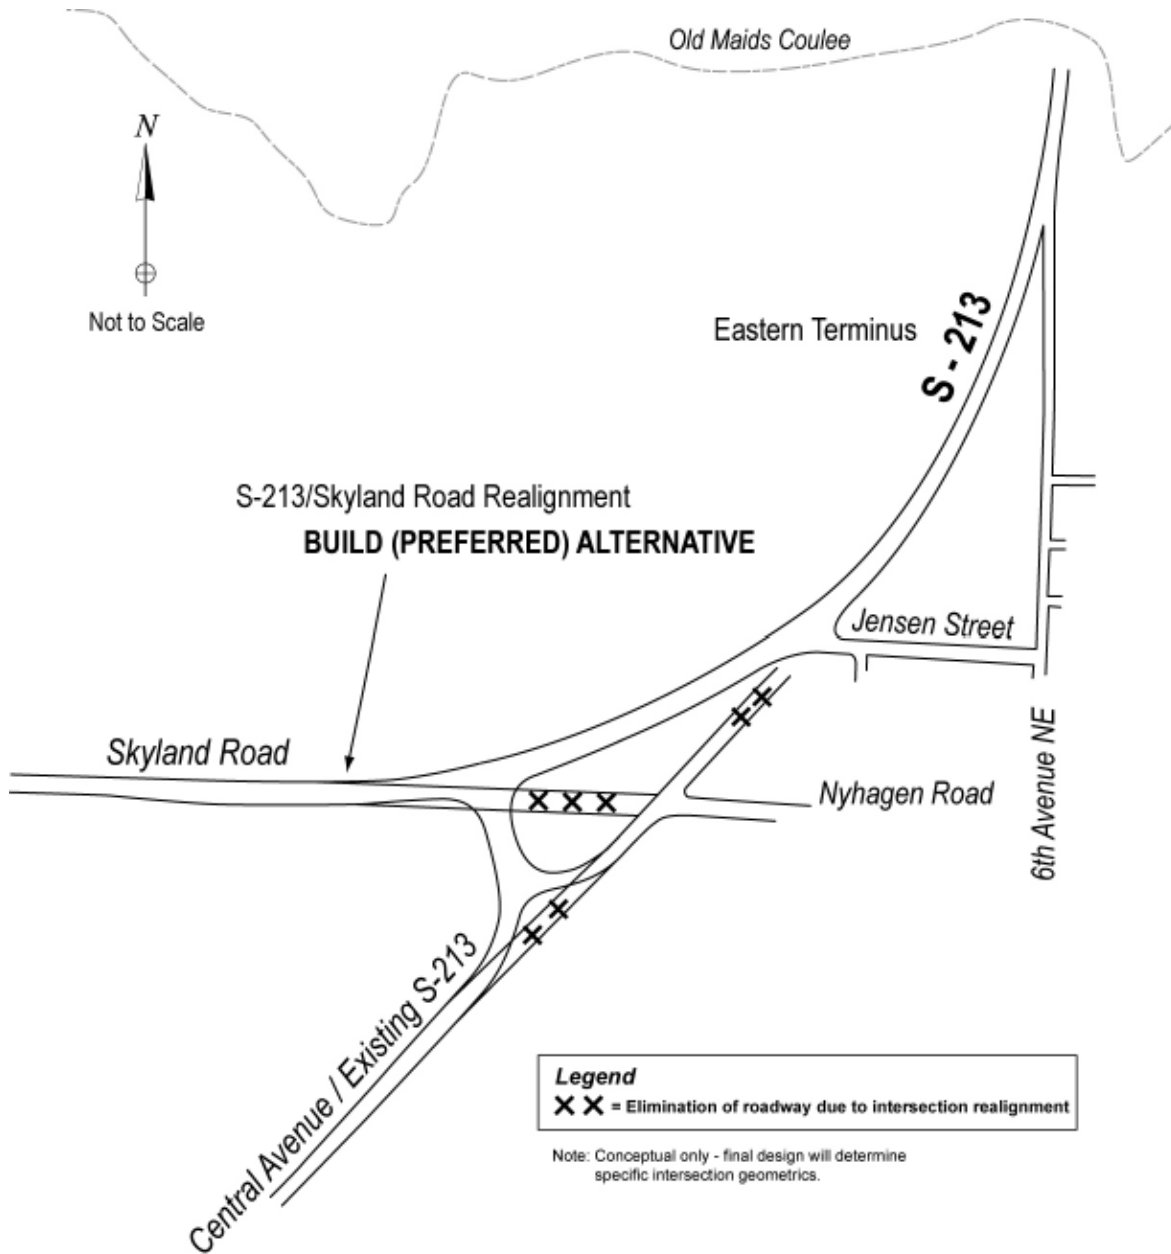 Old Maids Coulee
N
Not to Scale
Eastern Terminus
S - 213
S-213/Skyland Road Realignment
BUILD (PREFERRED) ALTERNATIVE
Jensen Street
Skyland Road
Nyhagen Road
6th Avenue NE
Central Avenue / Existing S-213
Legend
X X = Elimination of roadway due to intersection realignment
Note: Conceptual only - final design will determine
specific intersection geometrics.